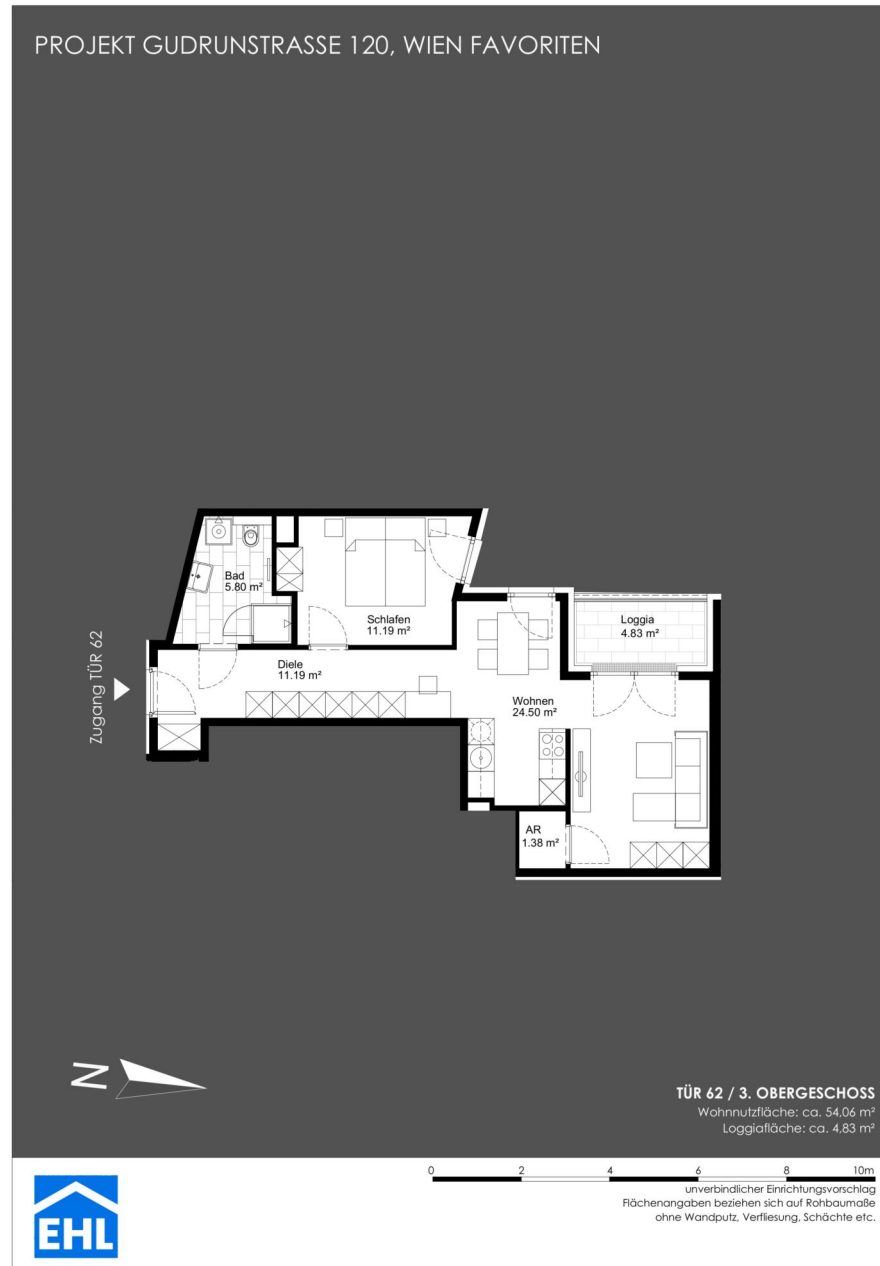 PROJEKT GUDRUNSTRASSE 120, WIEN FAVORITEN
Bad
5.80 m²
Schlafen
11.19 m²
Loggia
4.83 m²
Zugang TÜR 62
Diele
11.19 m²
Wohnen
24.50 m²
AR
1.38 m²
N
TÜR 62 / 3. OBERGESCHOSS
Wohnnutzfläche: ca. 54,06 m²
Loggiafläche: ca. 4,83 m²
0 2 4 6 8 10m
unverbindlicher Einrichtungsvorschlag
Flächenangaben beziehen sich auf Rohbaumaße
ohne Wandputz, Verfliesung, Schächte etc.
EHL